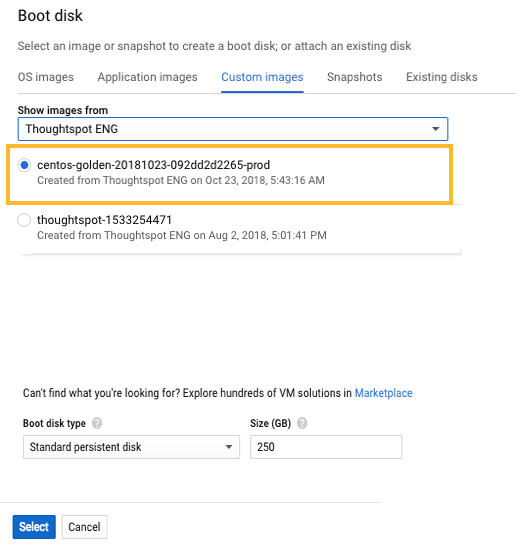 Boot disk
Select an image or snapshot to create a boot disk; or attach an existing disk
OS images Application images Custom images Snapshots Existing disks
Show images from
Thoughtspot ENG
centos-golden-20181023-092dd2d2265-prod
Created from Thoughtspot ENG on Oct 23, 2018, 5:43:16 AM
thoughtspot-1533254471
Created from Thoughtspot ENG on Aug 2, 2018, 5:01:41 PM
Can't find what you're looking for? Explore hundreds of VM solutions in Marketplace
Boot disk type ? Size (GB) ?
Standard persistent disk 250
Select Cancel